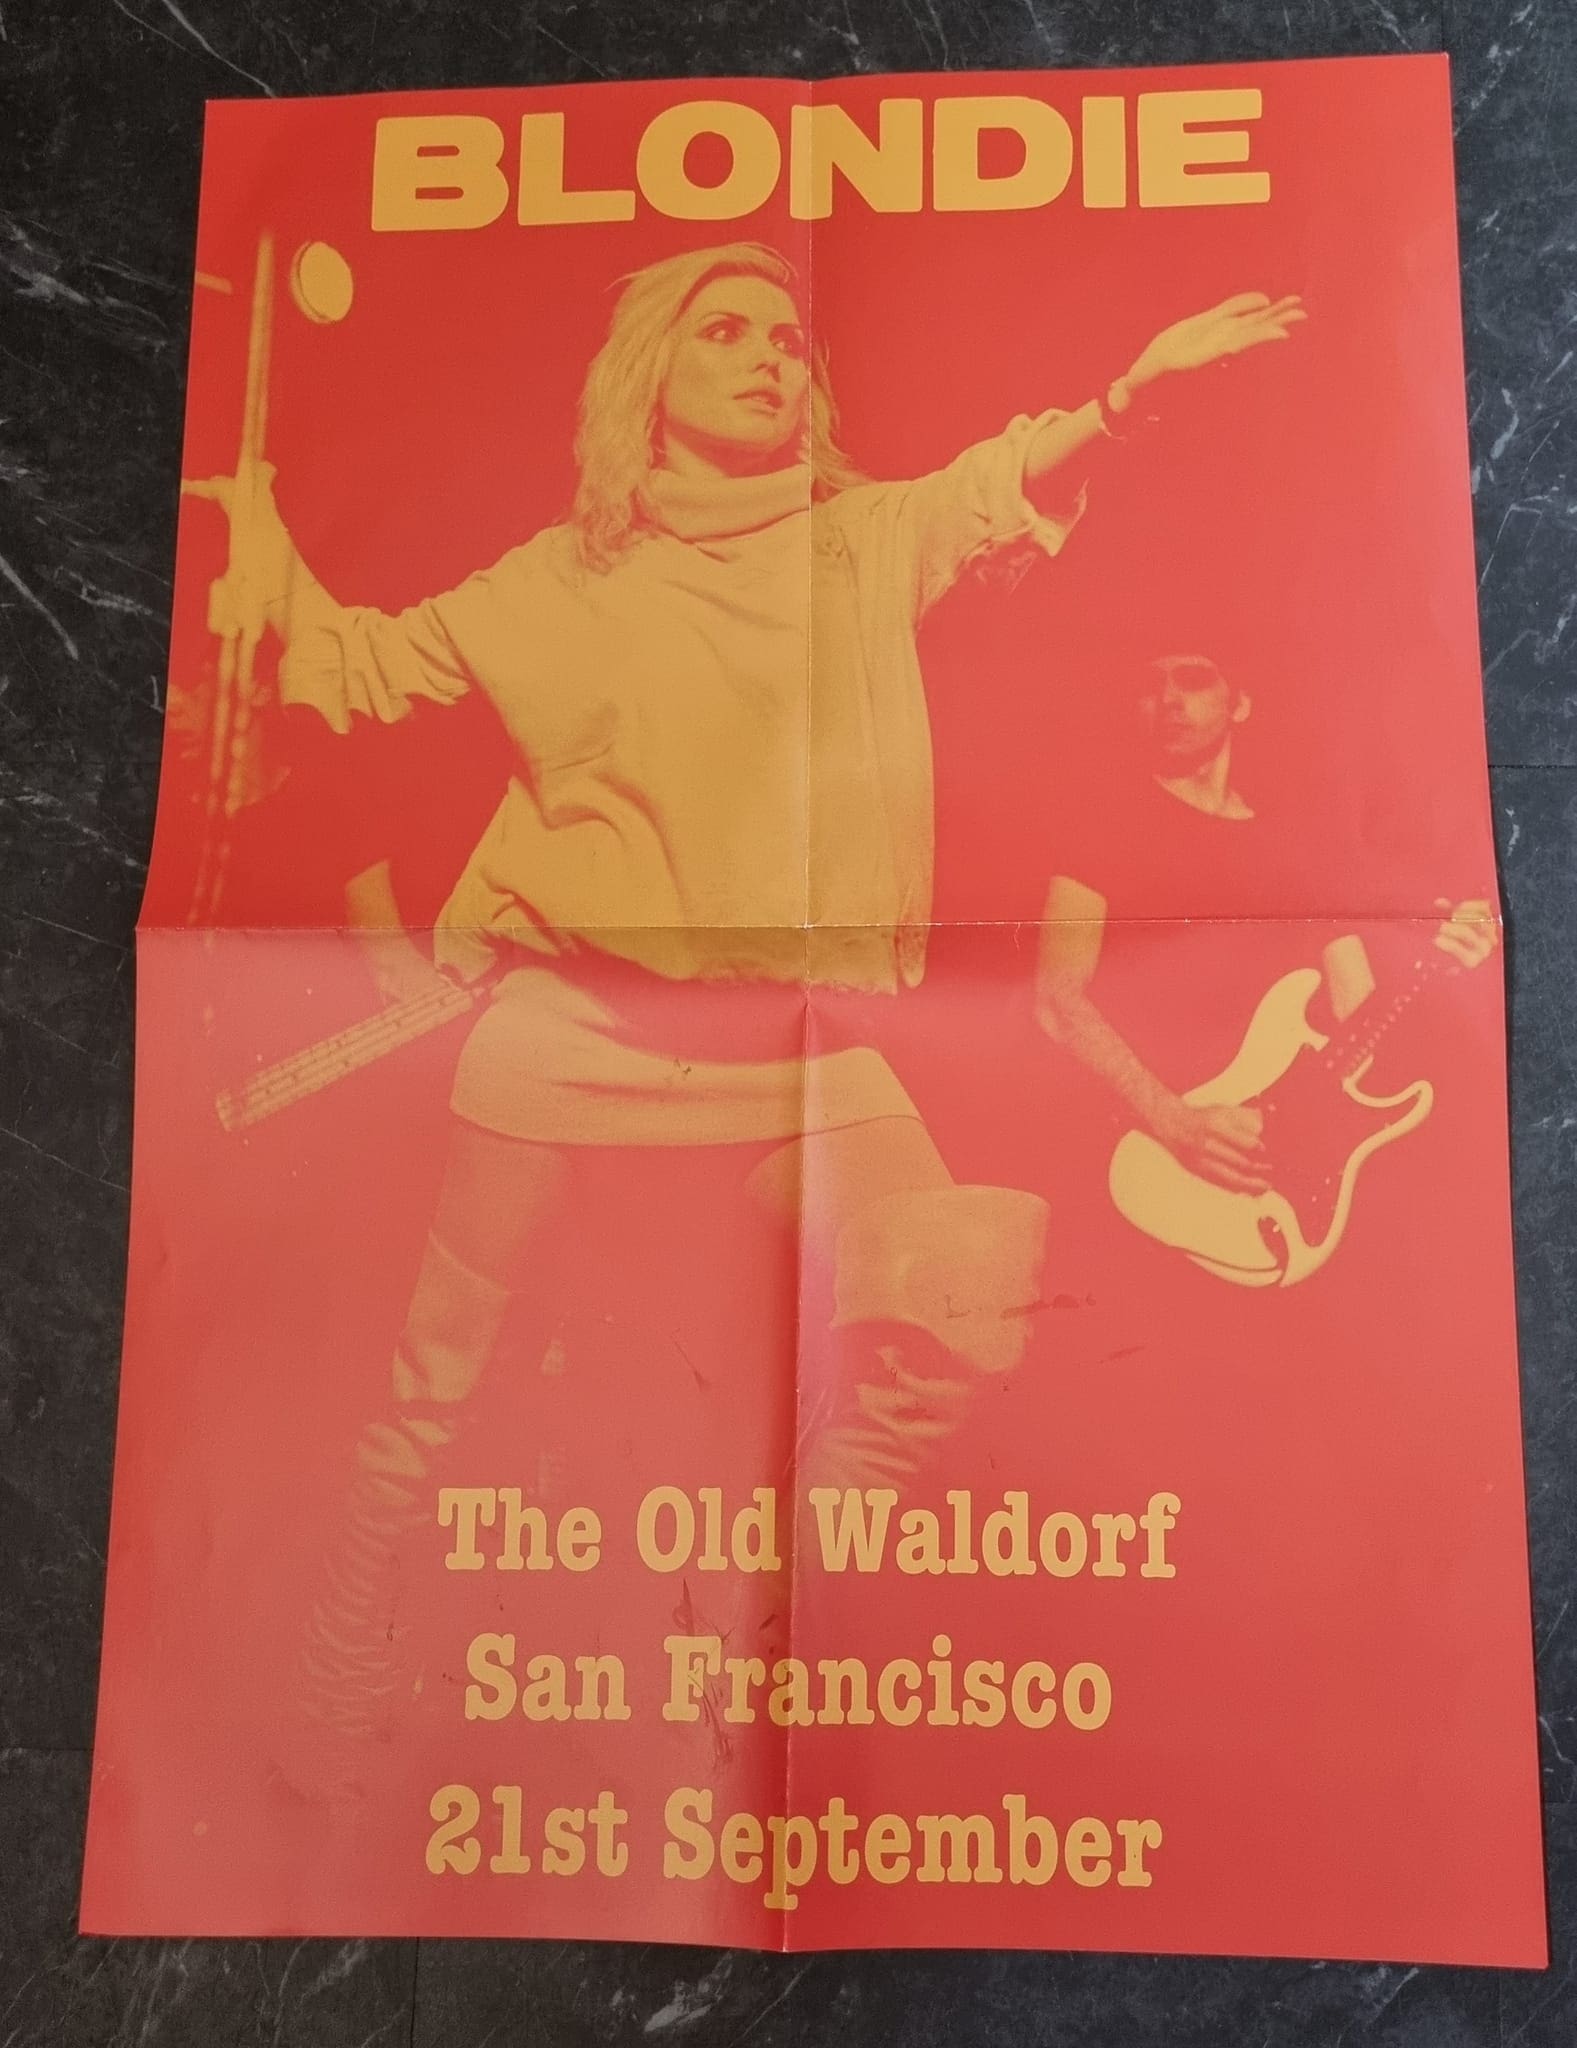 BLONDIE
The Old Waldorf
San Francisco
21st September